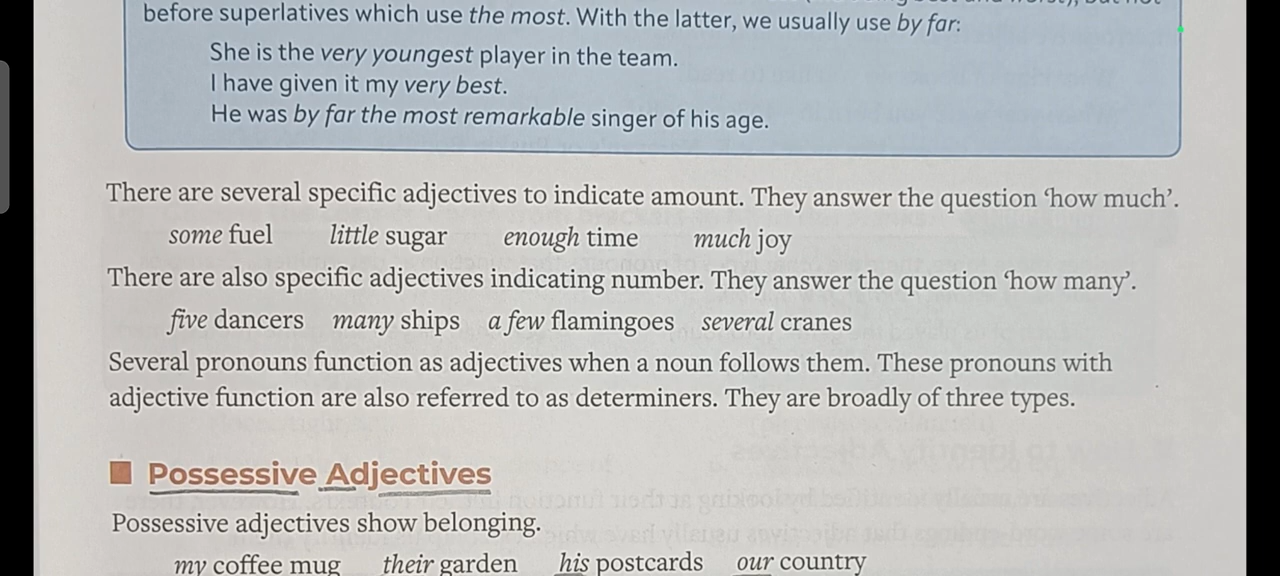 before superlatives which use the most. With the latter, we usually use by far:
She is the very youngest player in the team.
I have given it my very best.
He was by far the most remarkable singer of his age.
There are several specific adjectives to indicate amount. They answer the question ‘how much’.
some fuel little sugar enough time much joy
There are also specific adjectives indicating number. They answer the question ‘how many’.
five dancers many ships a few flamingoes several cranes
Several pronouns function as adjectives when a noun follows them. These pronouns with
adjective function are also referred to as determiners. They are broadly of three types.
Possessive Adjectives
Possessive adjectives show belonging.
my coffee mug their garden his postcards our country